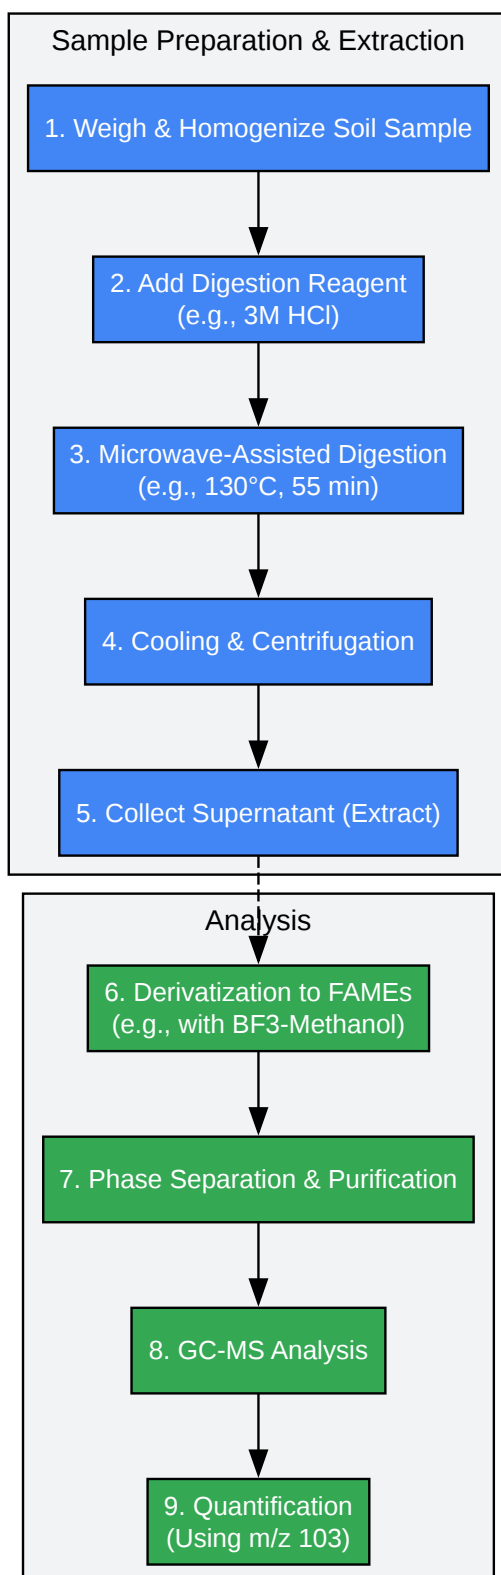 Sample Preparation & Extraction
1. Weigh & Homogenize Soil Sample
2. Add Digestion Reagent
(e.g., 3M HCl)
3. Microwave-Assisted Digestion
(e.g., 130°C, 55 min)
4. Cooling & Centrifugation
5. Collect Supernatant (Extract)
Analysis
6. Derivatization to FAMEs
(e.g., with BF3-Methanol)
7. Phase Separation & Purification
8. GC-MS Analysis
9. Quantification
(Using m/z 103)